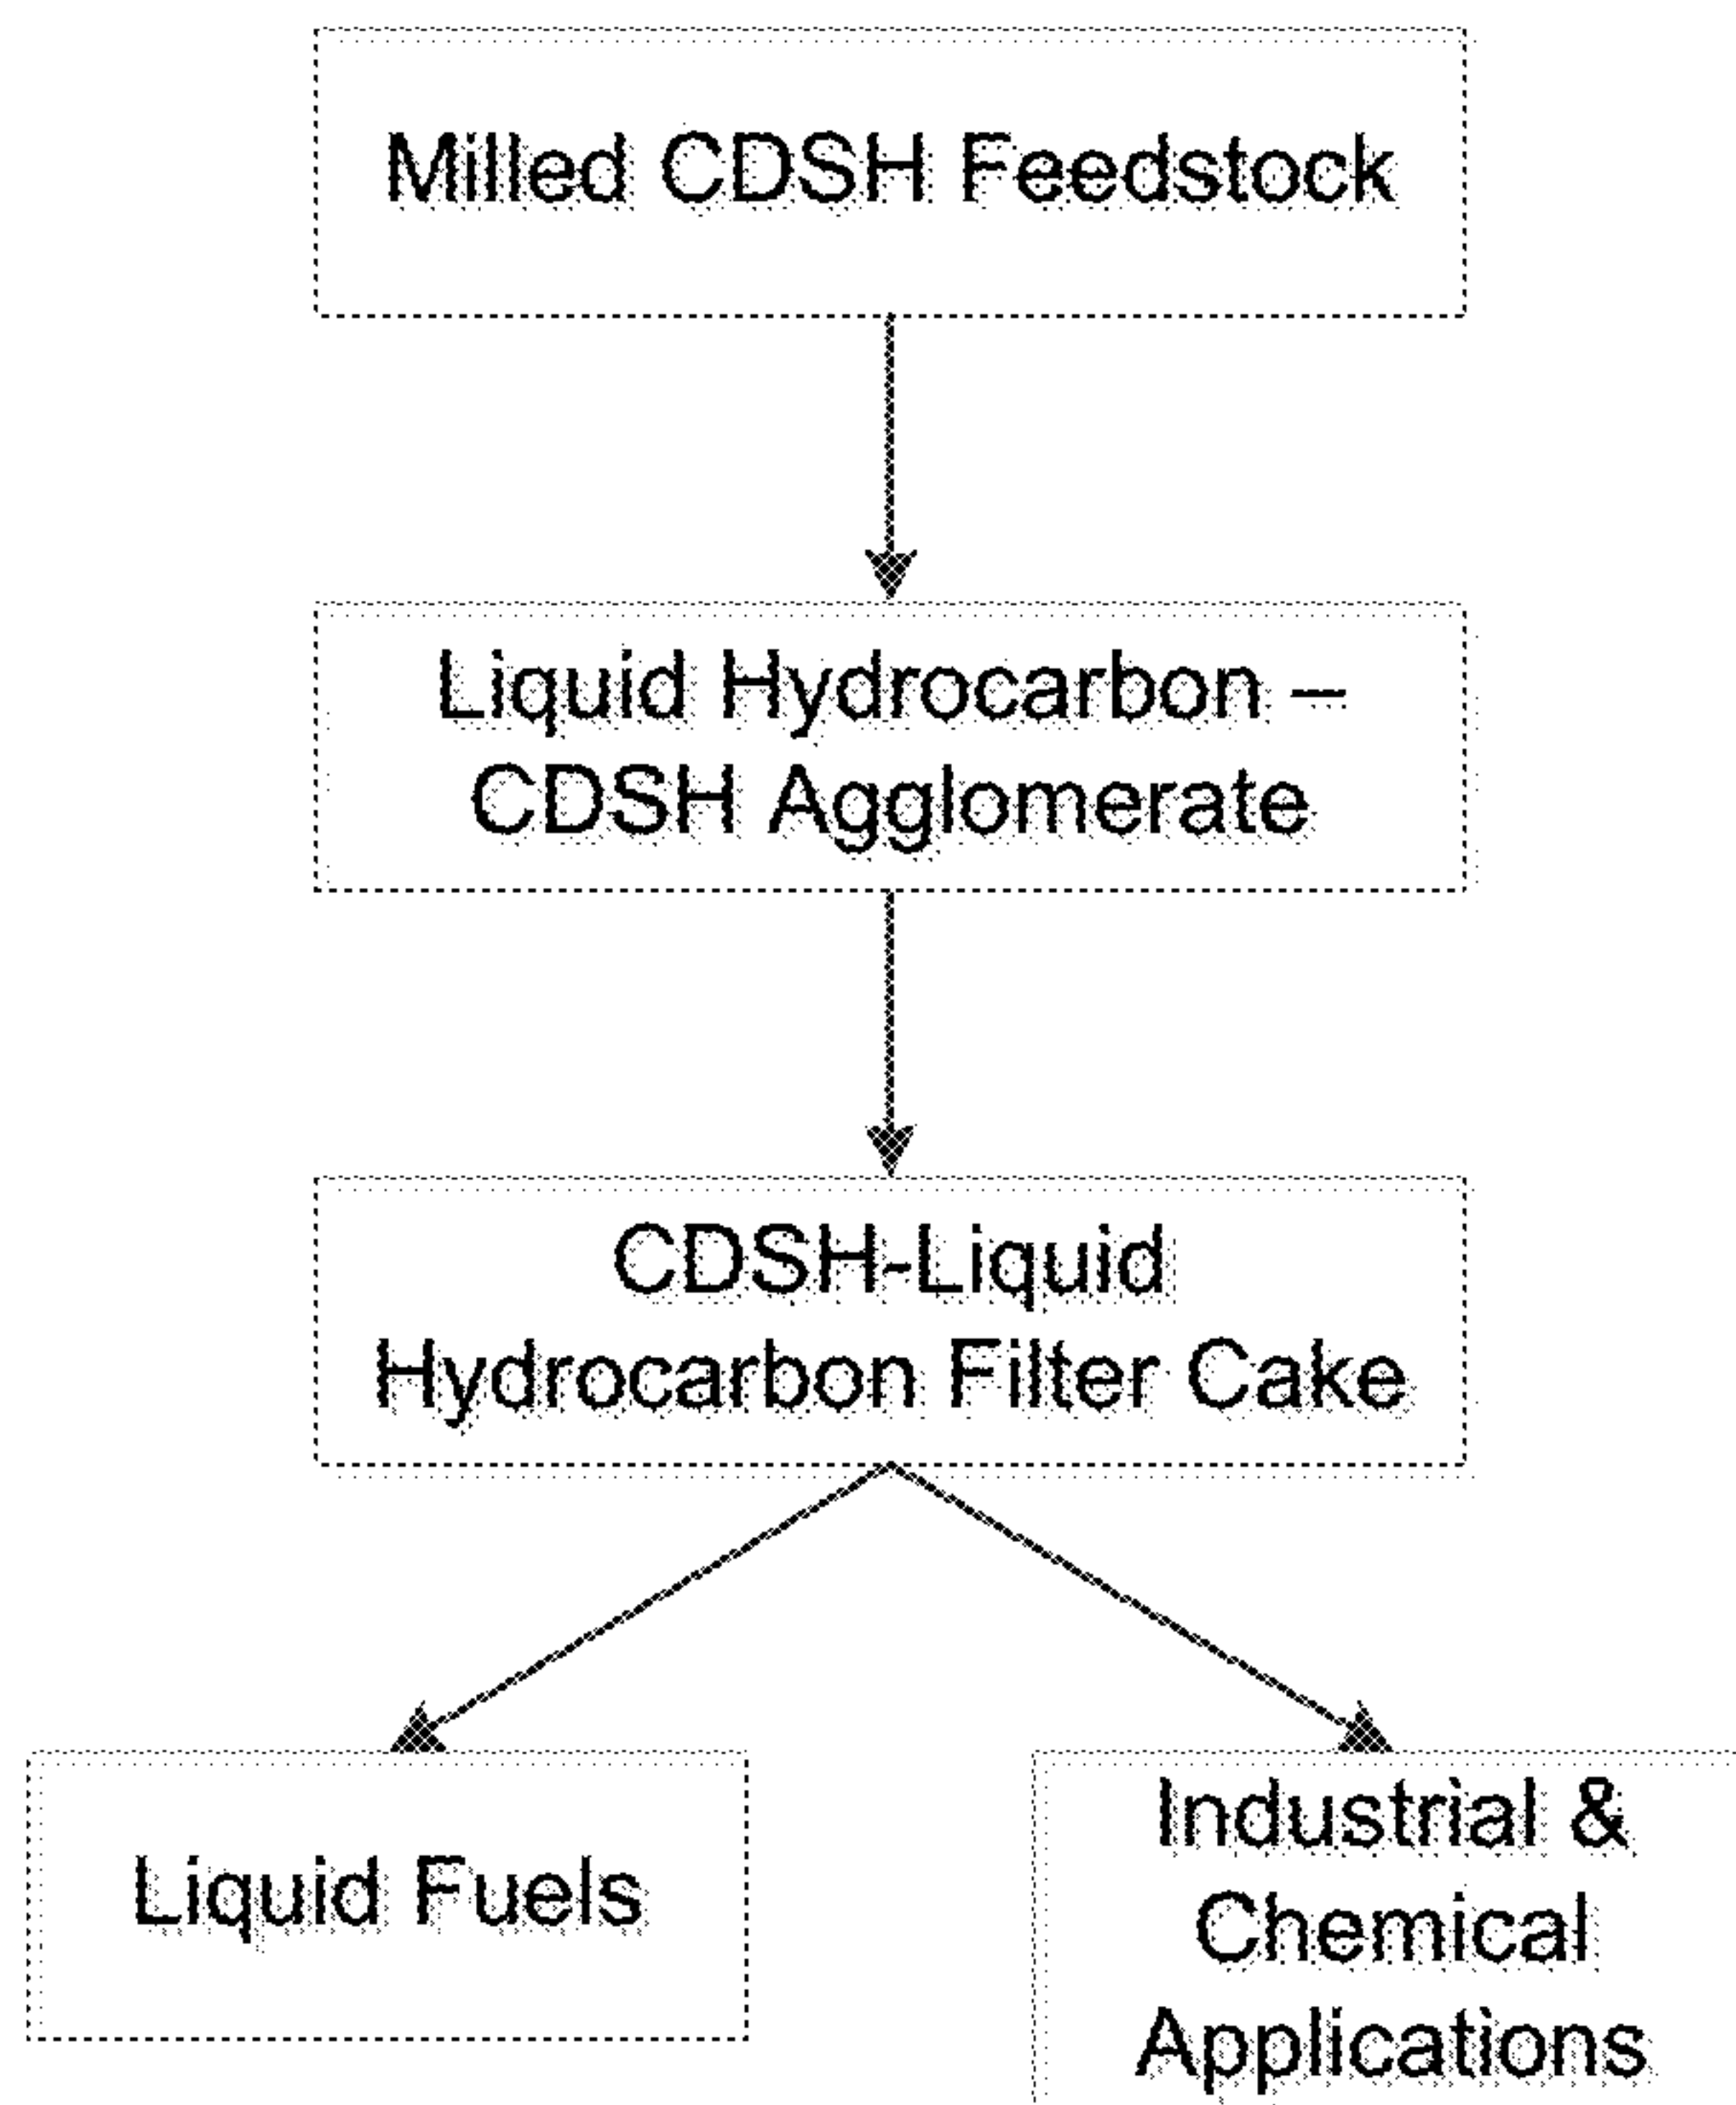 Milled CDSH Feedstock
Liquid Hydrocarbon –
CDSH Agglomerate
CDSH-Liquid
Hydrocarbon Filter Cake
Liquid Fuels
Industrial &
Chemical
Applications